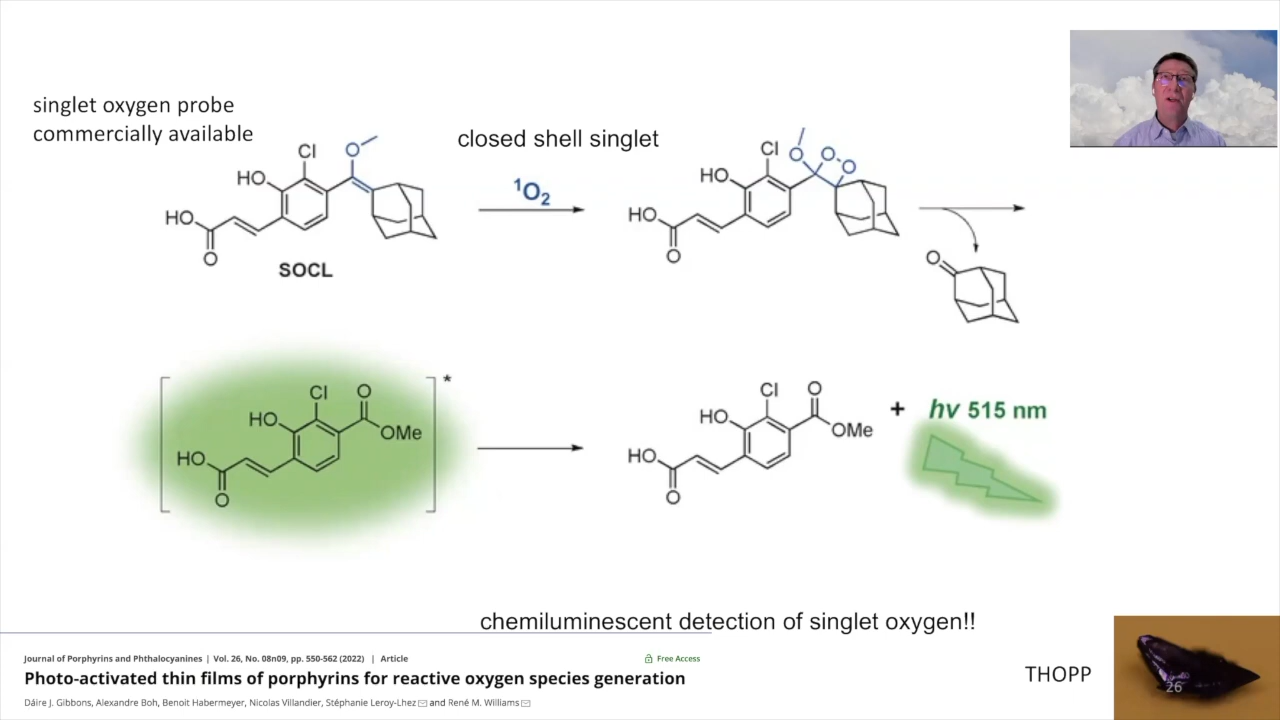 singlet oxygen probe
commercially available
Cl
O
HO
HO
O
SOCL
closed shell singlet
¹O₂
Cl
O
O
O
HO
HO
O
O
Cl
O
HO
OMe
HO
O
*
Cl
O
HO
OMe
HO
O
+ hν 515 nm
chemiluminescent detection of singlet oxygen!!
Journal of Porphyrins and Phthalocyanines | Vol. 26, No. 08n09, pp. 550-562 (2022) | Article
Free Access
Photo-activated thin films of porphyrins for reactive oxygen species generation
Dáire J. Gibbons, Alexandre Boh, Benoit Habermeyer, Nicolas Villandier, Stéphanie Leroy-Lhez and René M. Williams
THOPP
26